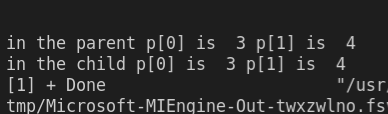 in the parent p[0] is  3 p[1] is  4
in the child p[0] is  3 p[1] is  4
[1] + Done                       "/usr/
tmp/Microsoft-MIEngine-Out-twxzwlno.fs